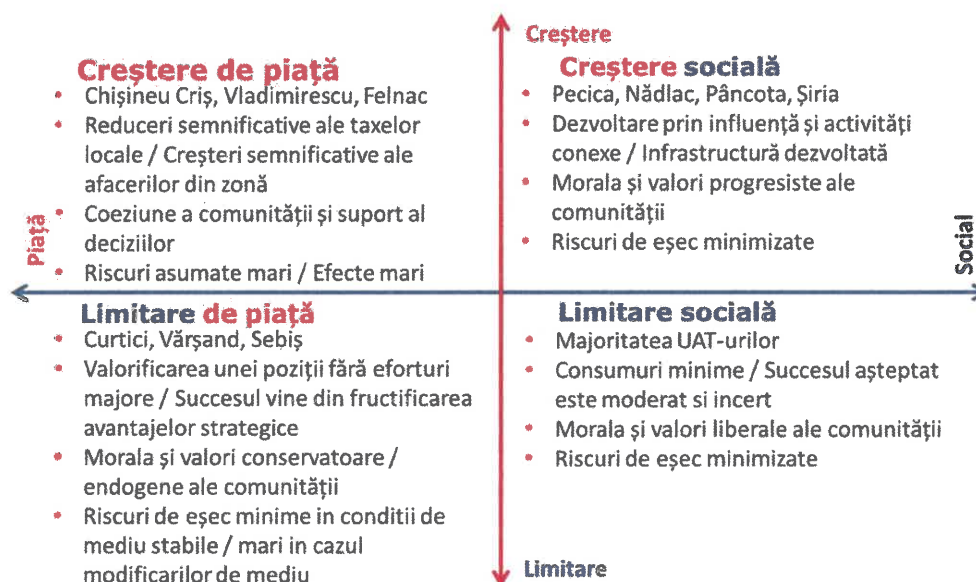 Creștere
Creștere de piață
• Chișineu Criș, Vladimirescu, Felnac
• Reduceri semnificative ale taxelor
locale / Creșteri semnificative ale
afacerilor din zonă
• Coeziune a comunității și suport al
deciziilor
• Riscuri asumate mari / Efecte mari
Creștere socială
• Pecica, Nădlac, Pâncota, Șiria
• Dezvoltare prin influență și activități
conexe / Infrastructură dezvoltată
• Morala și valori progresiste ale
comunității
• Riscuri de eșec minimizate
Piață
Social
Limitare de piață
• Curtici, Vărșand, Sebiș
• Valorificarea unei poziții fără eforturi
majore / Succesul vine din fructificarea
avantajelor strategice
• Morala și valori conservatoare /
endogene ale comunității
• Riscuri de eșec minime in conditii de
mediu stabile / mari in cazul
modificarilor de mediu
Limitare socială
• Majoritatea UAT-urilor
• Consumuri minime / Succesul așteptat
este moderat si incert
• Morala și valori liberale ale comunității
• Riscuri de eșec minimizate
Limitare